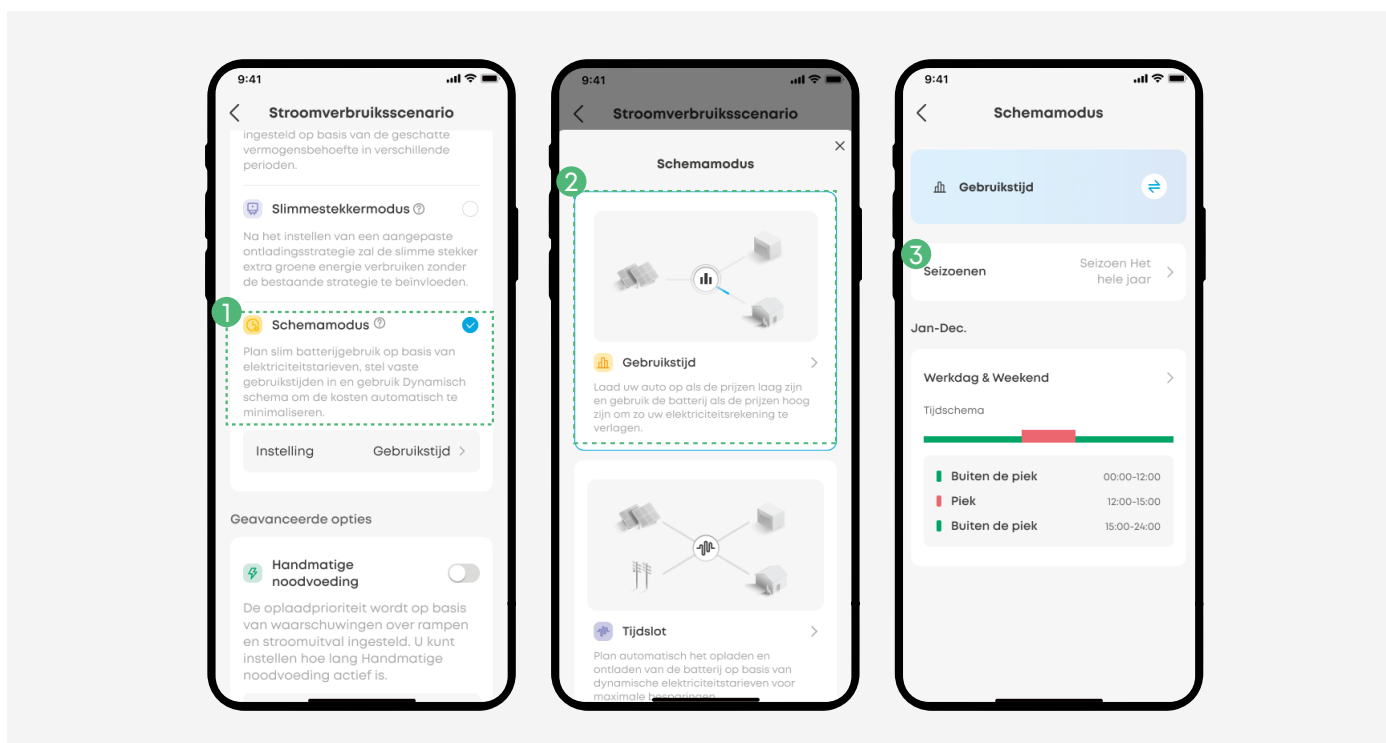 9:41
Stroomverbruiksscenario
ingesteld op basis van de geschatte
vermogensbehoefte in verschillende
perioden.
Slimmestekkermodus ?
Na het instellen van een aangepaste
ontladingsstrategie zal de slimme stekker
extra groene energie verbruiken zonder
de bestaande strategie te beïnvloeden.
1
Schemamodus ?
Plan slim batterijgebruik op basis van
elektriciteitstarieven, stel vaste
gebruikstijden in en gebruik Dynamisch
schema om de kosten automatisch te
minimaliseren.
Instelling Gebruikstijd
Geavanceerde opties
Handmatige
noodvoeding
De oplaadprioriteit wordt op basis
van waarschuwingen over rampen
en stroomuitval ingesteld. U kunt
instellen hoe lang Handmatige
noodvoeding actief is.
9:41
Stroomverbruiksscenario
Schemamodus
2
Gebruikstijd
Laad uw auto op als de prijzen laag zijn
en gebruik de batterij als de prijzen hoog
zijn om zo uw elektriciteitsrekening te
verlagen.
Tijdslot
Plan automatisch het opladen en
ontladen van de batterij op basis van
dynamische elektriciteitstarieven voor
maximale besparingen
9:41
Schemamodus
Gebruikstijd
3
Seizoenen Seizoen Het
hele jaar
Jan-Dec.
Werkdag & Weekend
Tijdschema
Buiten de piek 00:00-12:00
Piek 12:00-15:00
Buiten de piek 15:00-24:00